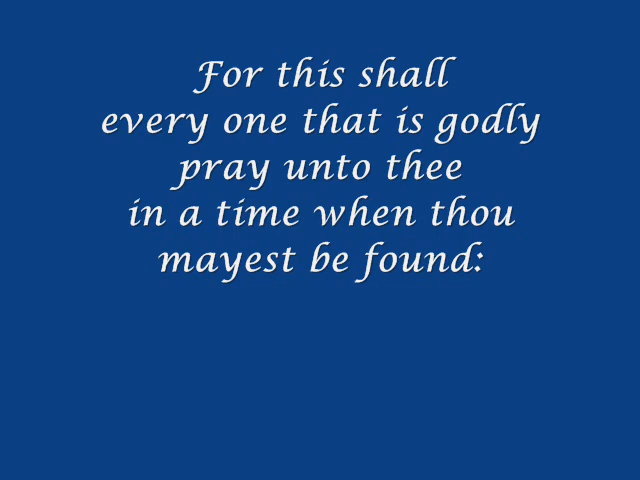 For this shall
every one that is godly
pray unto thee
in a time when thou
mayest be found: